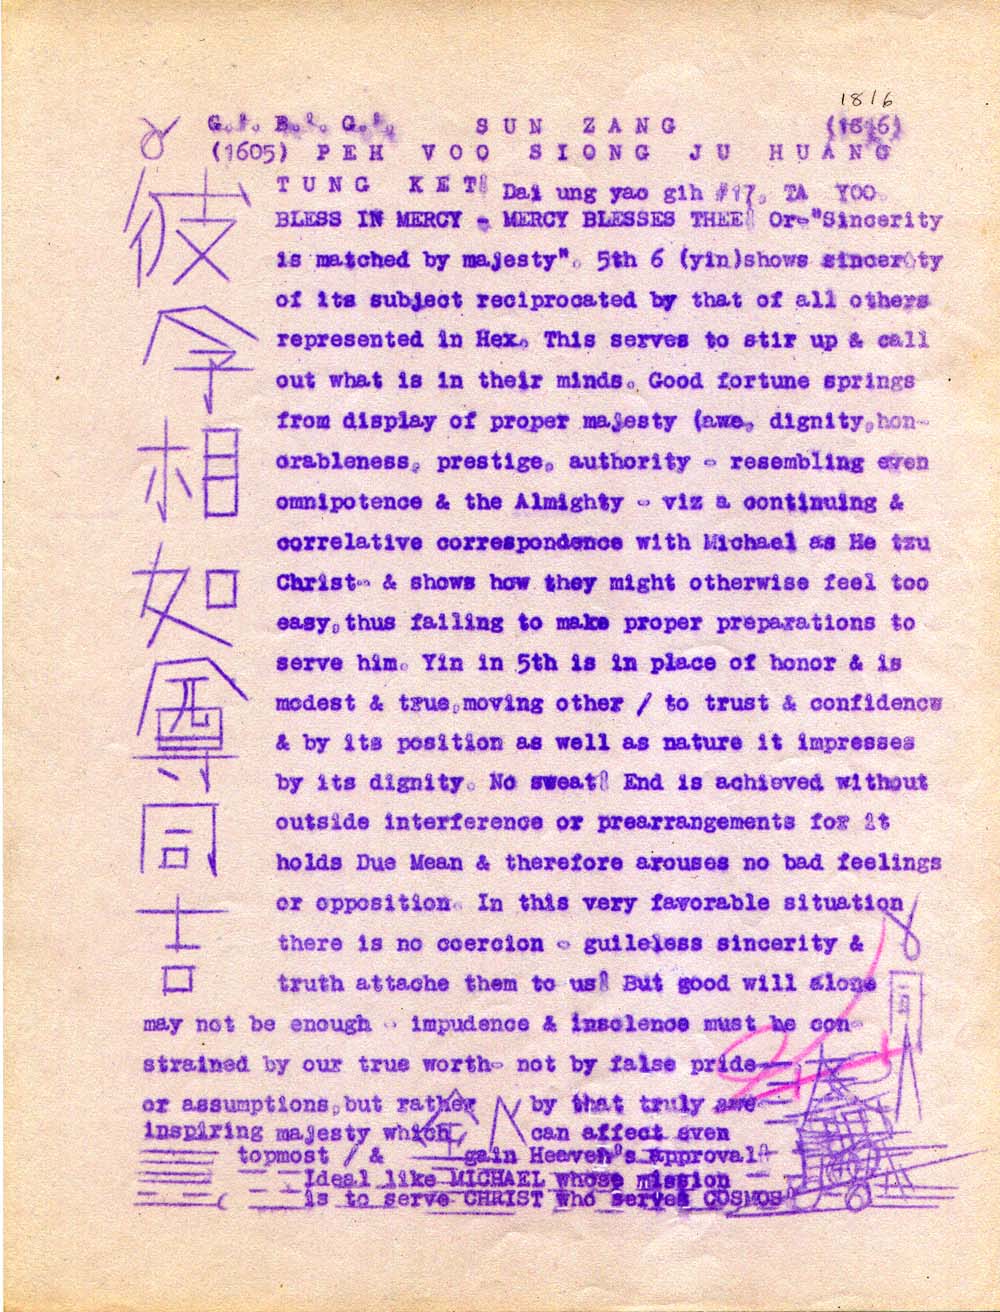 1816
G.!. B.!. G.!. SUN ZANG (1816)
(1605) PEH VOO SIONG JU HUANG
TUNG KET! Dai ung yao gih #17. TA YOO
BLESS IN MERCY - MERCY BLESSES THEE! Or-"Sincerity
is matched by majesty". 5th 6 (yin)shows sincerity
of its subject reciprocated by that of all others
represented in Hex. This serves to stir up & call
out what is in their minds. Good fortune springs
from display of proper majesty (awe, dignity,hon-
orableness, prestige, authority - resembling even
omnipotence & the Almighty - viz a continuing &
correlative correspondence with Michael as He tzu
Christ- & shows how they might otherwise feel too
easy,thus failing to make proper preparations to
serve him. Yin in 5th is in place of honor & is
modest & true,moving other / to trust & confidence
& by its position as well as nature it impresses
by its dignity. No sweat! End is achieved without
outside interference or prearrangements for it
holds Due Mean & therefore arouses no bad feelings
or opposition. In this very favorable situation
there is no coercion - guileless sincerity &
truth attache them to us! But good will alone
may not be enough - impudence & insolence must be con-
strained by our true worth- not by false pride-
or assumptions,but rather by that truly awe-
inspiring majesty which can affect even
topmost / & gain Heaven's approval!
Ideal like MICHAEL whose mission
is to serve CHRIST who serves COSMOS
相
如
同
吉